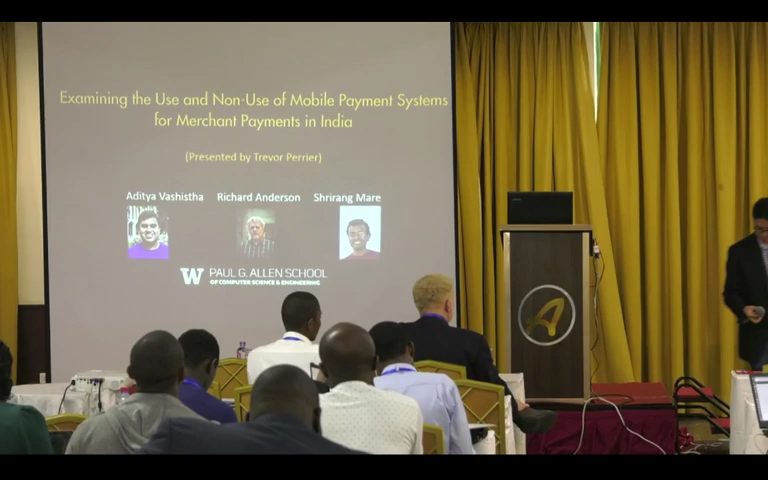 Examining the Use and Non-Use of Mobile Payment Systems
for Merchant Payments in India
(Presented by Trevor Perrier)
Aditya Vashistha Richard Anderson Shrirang Mare
W PAUL G. ALLEN SCHOOL
OF COMPUTER SCIENCE & ENGINEERING